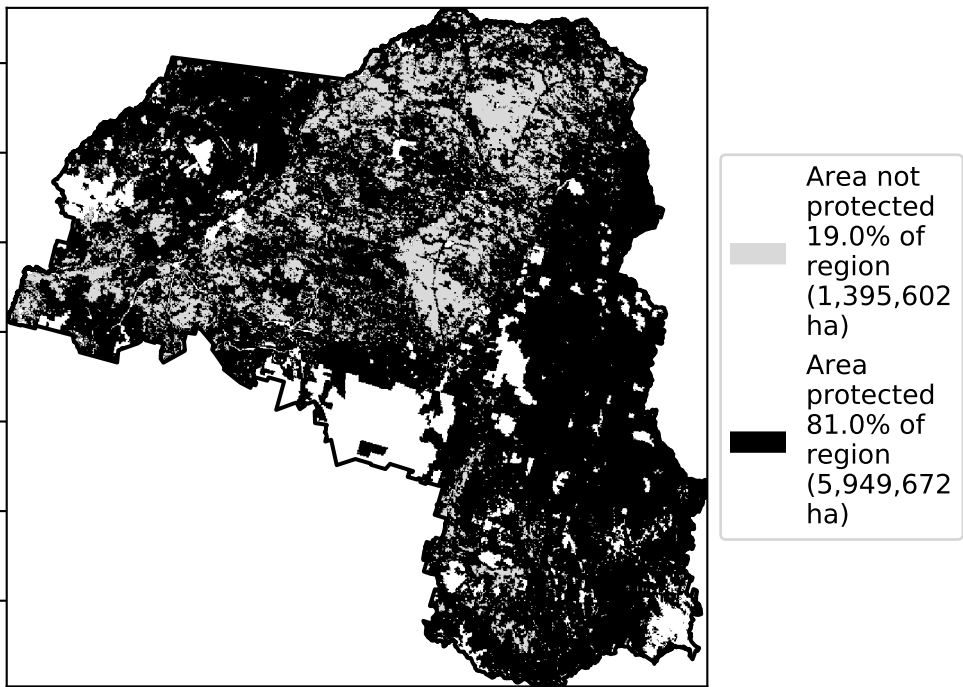 Area not
protected
19.0% of
region
(1,395,602
ha)
Area
protected
81.0% of
region
(5,949,672
ha)